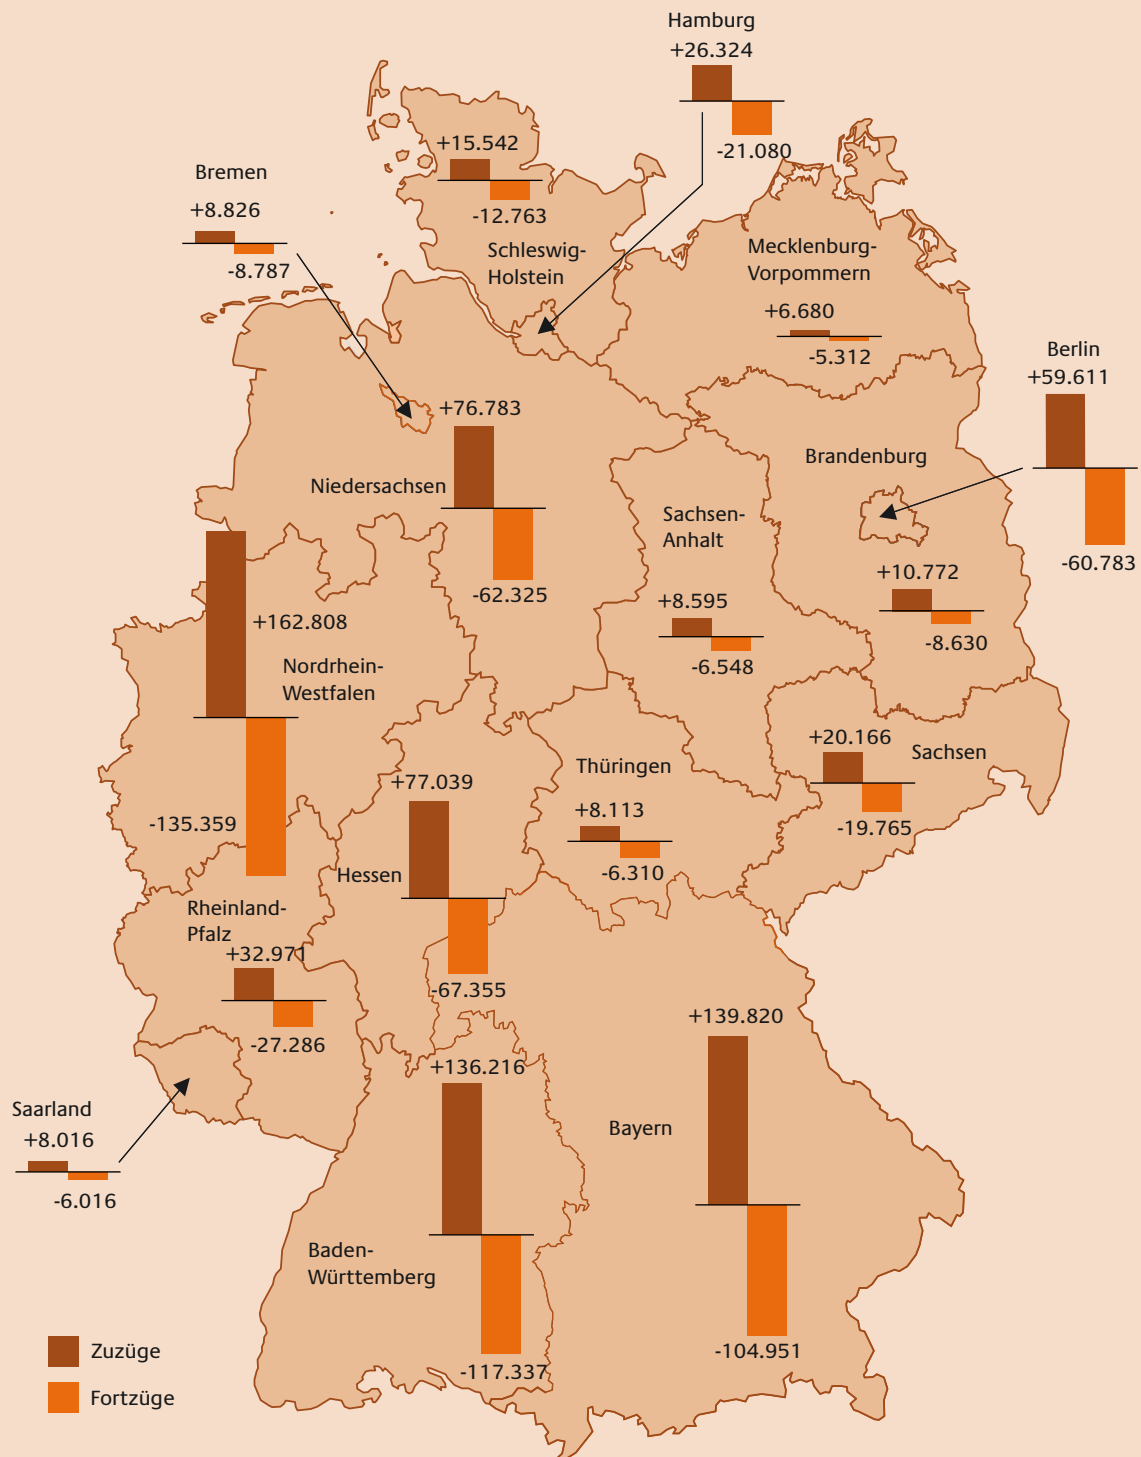 Hamburg
+26.324
-21.080
+15.542
-12.763
Schleswig-
Holstein
Bremen
+8.826
-8.787
Mecklenburg-
Vorpommern
+6.680
-5.312
Berlin
+59.611
-60.783
+76.783
Niedersachsen
-62.325
Brandenburg
+10.772
-8.630
Sachsen-
Anhalt
+8.595
-6.548
+162.808
Nordrhein-
Westfalen
-135.359
+77.039
Hessen
-67.355
Thüringen
+8.113
-6.310
+20.166
Sachsen
-19.765
Rheinland-
Pfalz
+32.971
-27.286
Saarland
+8.016
-6.016
+136.216
Baden-
Württemberg
-117.337
+139.820
Bayern
-104.951
Zuzüge
Fortzüge